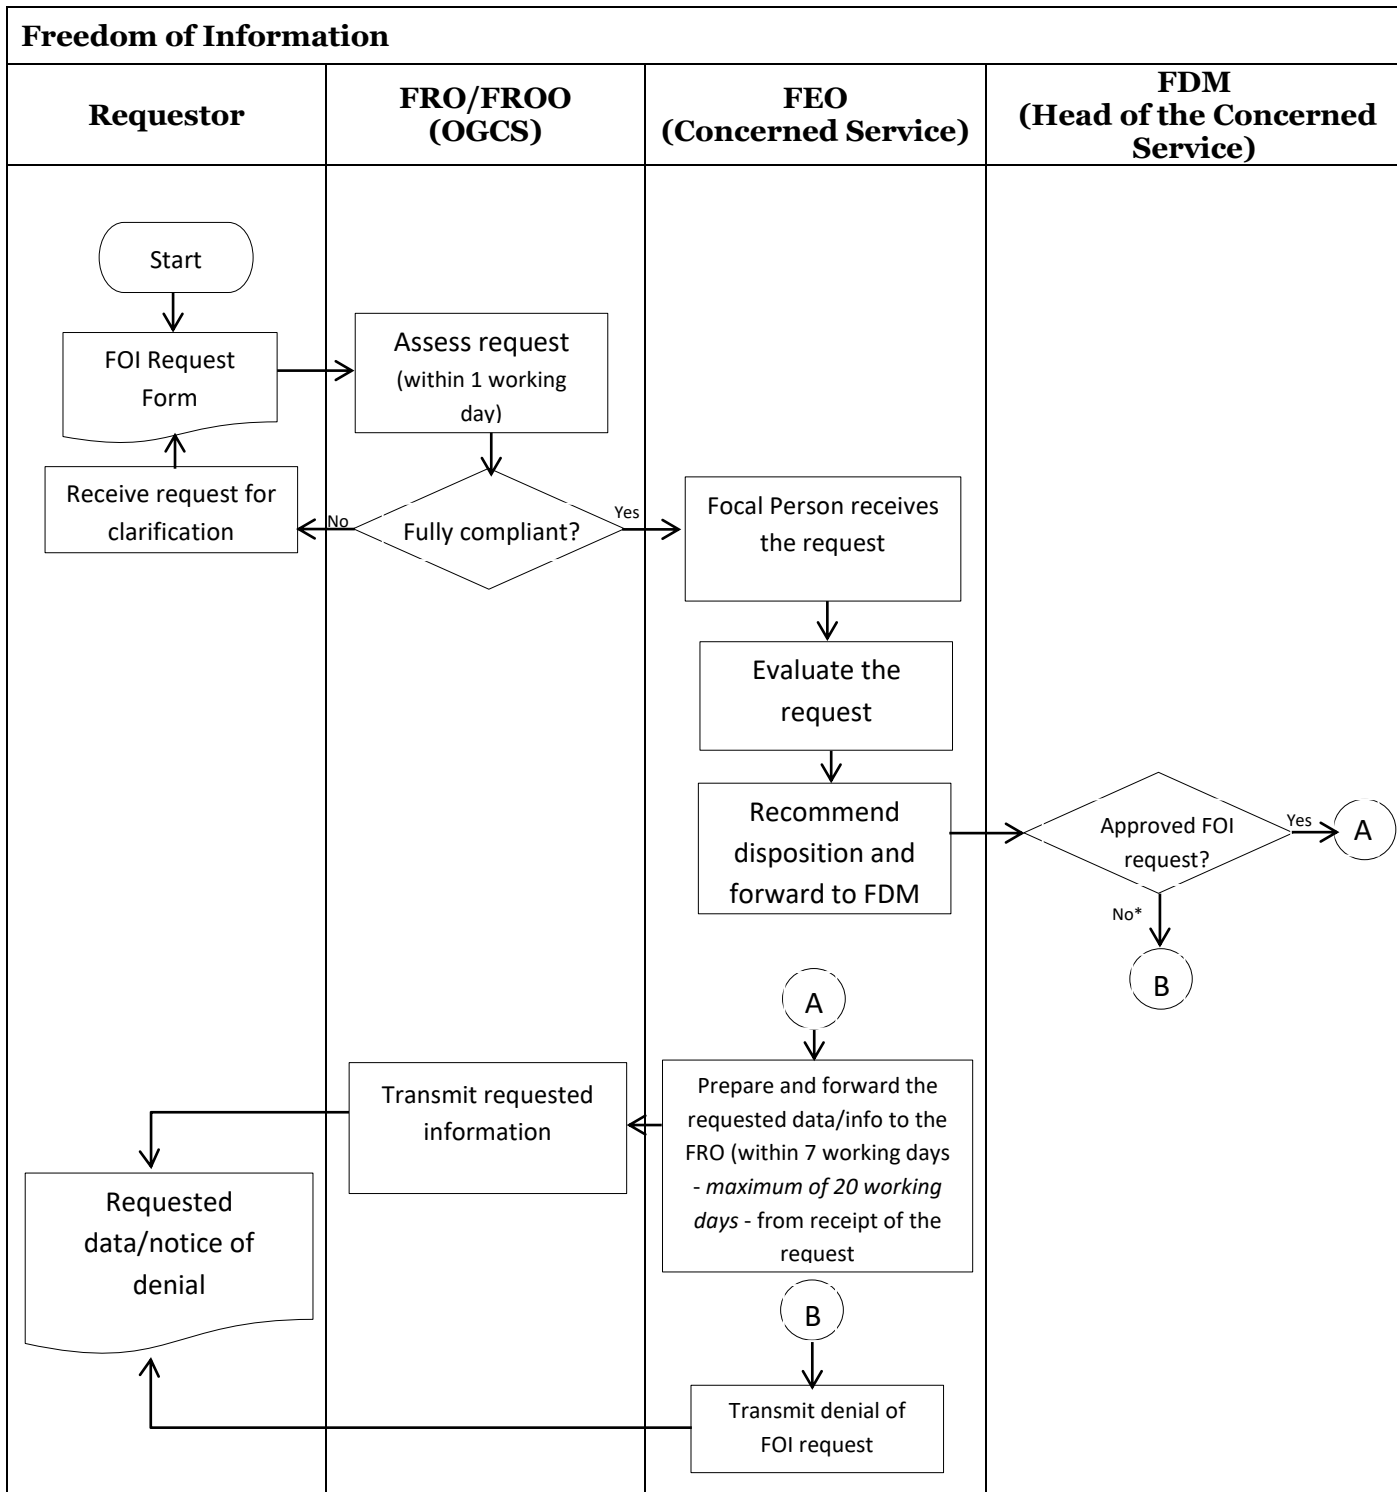 Freedom of Information
Requestor
FRO/FROO
(OGCS)
FEO
(Concerned Service)
FDM
(Head of the Concerned
Service)
Start
FOI Request
Form
Assess request
(within 1 working
day)
Receive request for
clarification
No
Fully compliant?
Yes
Focal Person receives
the request
Evaluate the
request
Recommend
disposition and
forward to FDM
Approved FOI
request?
Yes
A
No*
B
A
Prepare and forward the
requested data/info to the
FRO (within 7 working days
- maximum of 20 working
days - from receipt of the
request
Transmit requested
information
Requested
data/notice of
denial
B
Transmit denial of
FOI request